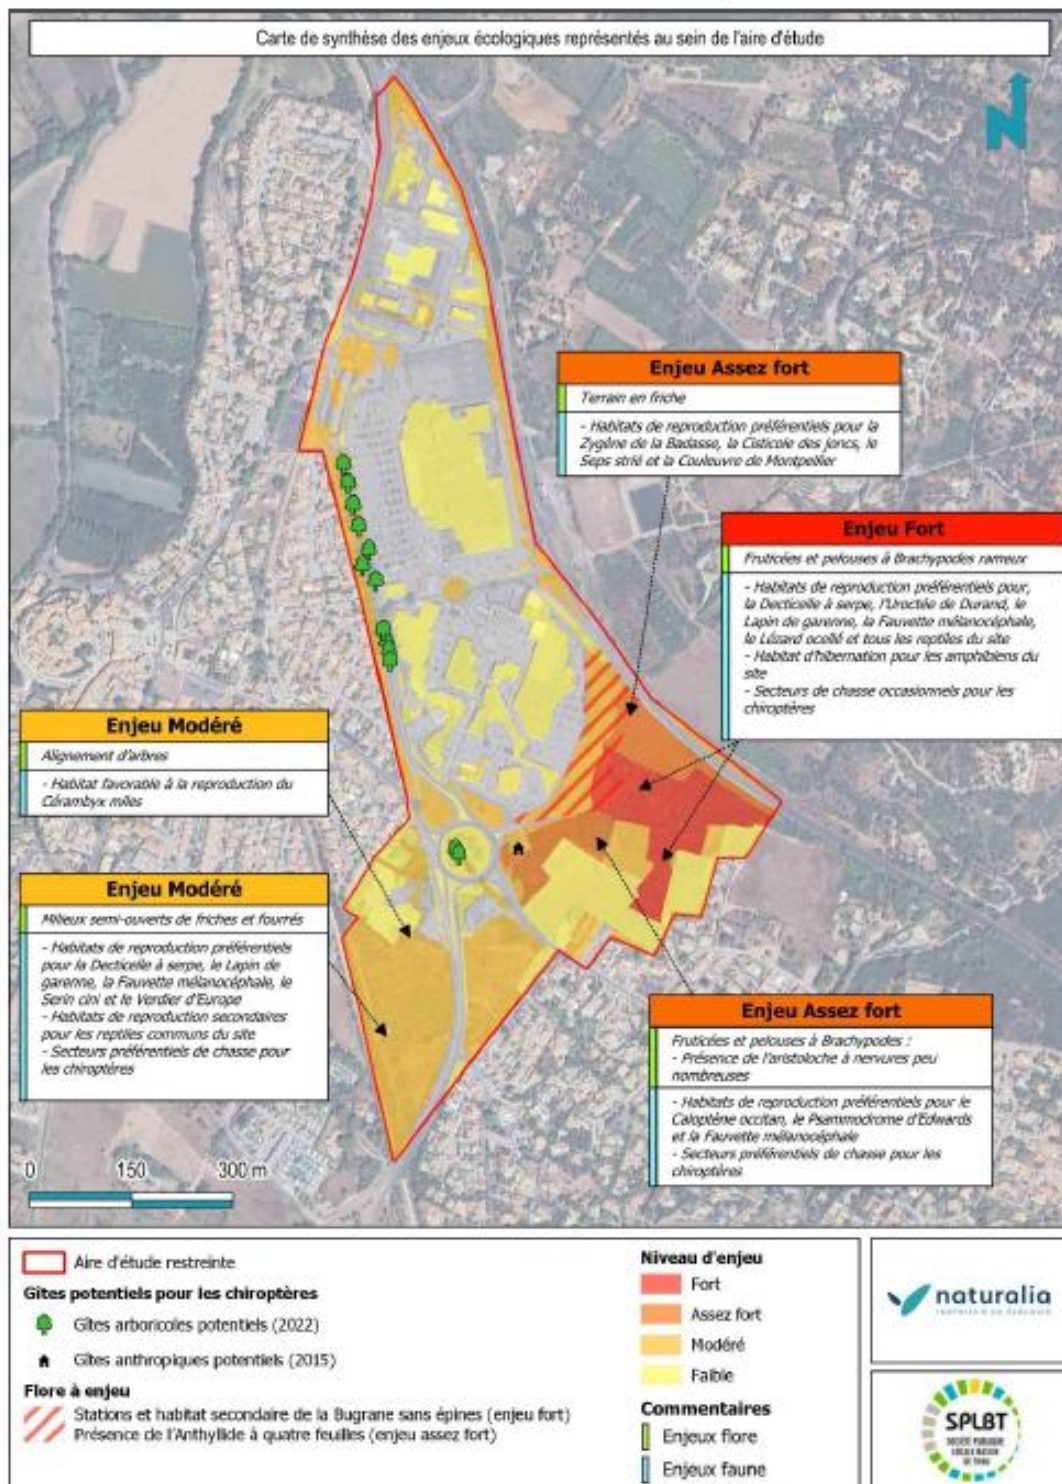 Carte de synthèse des enjeux écologiques représentés au sein de l'aire d'étude
N
Enjeu Assez fort
Terrain en friche
- Habitats de reproduction préférentiels pour la
Zygène de la Badasse, la Cisticole des joncs, le
Seps strié et la Couleuvre de Montpellier
Enjeu Fort
Fruticées et pelouses à Brachypodes rameux
- Habitats de reproduction préférentiels pour,
la Decticelle à serpe, l'Uroctée de Durand, le
Lapin de garenne, la Fauvette mélanocéphale,
le Lézard ocellé et tous les reptiles du site
- Habitat d'hibernation pour les amphibiens du
site
- Secteurs de chasse occasionnels pour les
chiroptères
Enjeu Modéré
Alignement d'arbres
- Habitat favorable à la reproduction du
Cérambyx miles
Enjeu Modéré
Milieux semi-ouverts de friches et fourrés
- Habitats de reproduction préférentiels
pour la Decticelle à serpe, le Lapin de
garenne, la Fauvette mélanocéphale, le
Serin cini et le Verdier d'Europe
- Habitats de reproduction secondaires
pour les reptiles communs du site
- Secteurs préférentiels de chasse pour
les chiroptères
Enjeu Assez fort
Fruticées et pelouses à Brachypodes :
- Présence de l'aristoloche à nervures peu
nombreuses
- Habitats de reproduction préférentiels pour le
Caloptène occitan, le Psammodrome d'Edwards
et la Fauvette mélanocéphale
- Secteurs préférentiels de chasse pour les
chiroptères
0 150 300 m
Aire d'étude restreinte
Gîtes potentiels pour les chiroptères
Gîtes arboricoles potentiels (2022)
Gîtes anthropiques potentiels (2015)
Flore à enjeu
Stations et habitat secondaire de la Bugrane sans épines (enjeu fort)
Présence de l'Anthyllide à quatre feuilles (enjeu assez fort)
Niveau d'enjeu
Fort
Assez fort
Modéré
Faible
Commentaires
Enjeux flore
Enjeux faune
naturalia
INGÉNIERIE EN ÉCOLOGIE
SPLBT
SOCIÉTÉ PUBLIQUE
LOCALE BASSIN
DE THAU